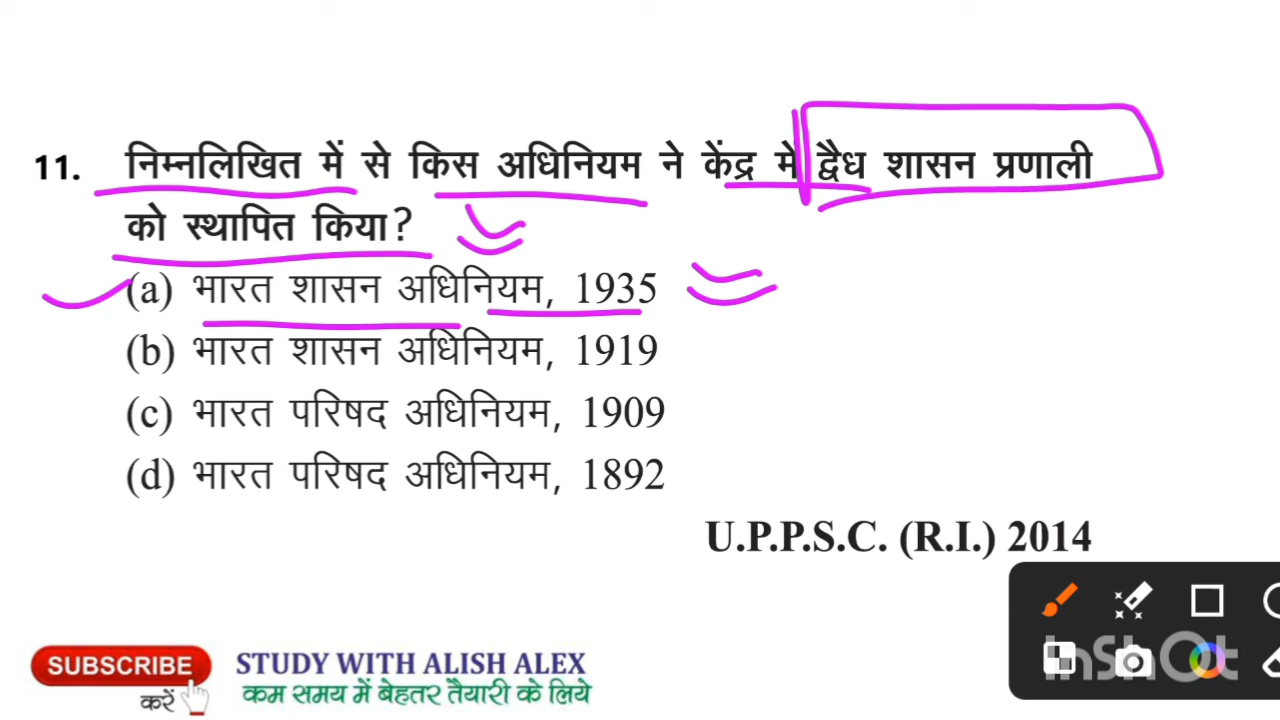 11. निम्नलिखित में से किस अधिनियम ने केंद्र मे द्वैध शासन प्रणाली
को स्थापित किया?
(a) भारत शासन अधिनियम, 1935
(b) भारत शासन अधिनियम, 1919
(c) भारत परिषद अधिनियम, 1909
(d) भारत परिषद अधिनियम, 1892
U.P.P.S.C. (R.I.) 2014
InShOt
SUBSCRIBE
करें
STUDY WITH ALISH ALEX
कम समय में बेहतर तैयारी के लिये